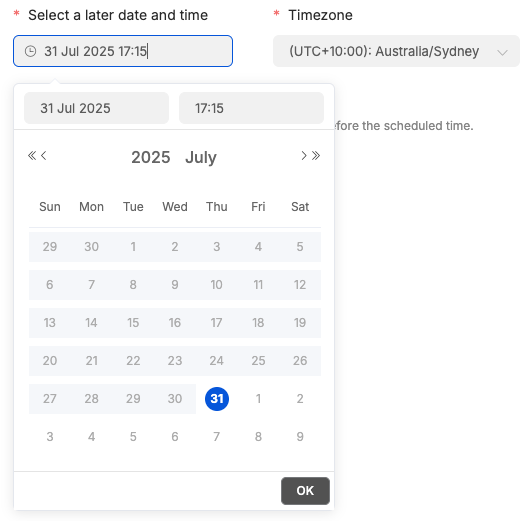 * Select a later date and time
* Timezone
31 Jul 2025 17:15
(UTC+10:00): Australia/Sydney
31 Jul 2025
17:15
efore the scheduled time.
2025 July
Sun Mon Tue Wed Thu Fri Sat
29 30 1 2 3 4 5
6 7 8 9 10 11 12
13 14 15 16 17 18 19
20 21 22 23 24 25 26
27 28 29 30 31 1 2
3 4 5 6 7 8 9
OK